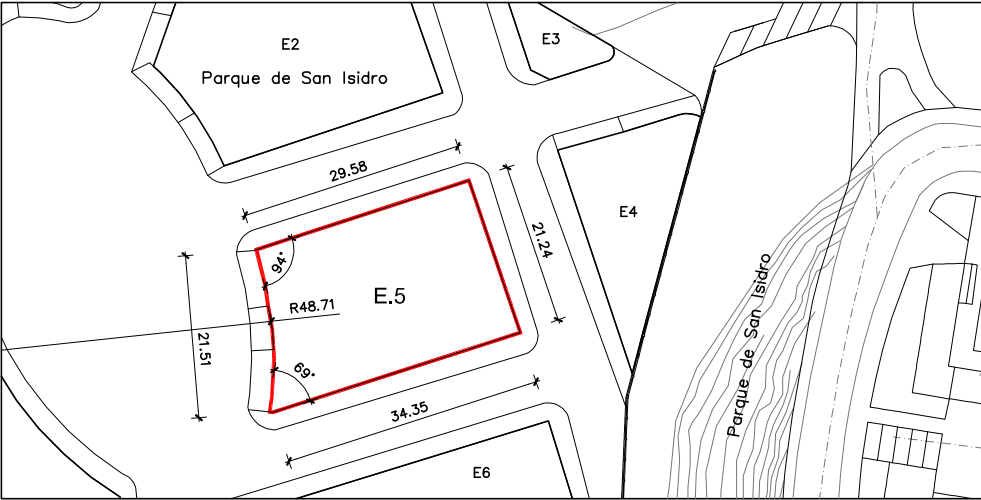 E2
E3
Parque de San Isidro
29.58
E4
21.24
94°
E.5
R48.71
21.51
69°
34.35
Parque de San Isidro
E6